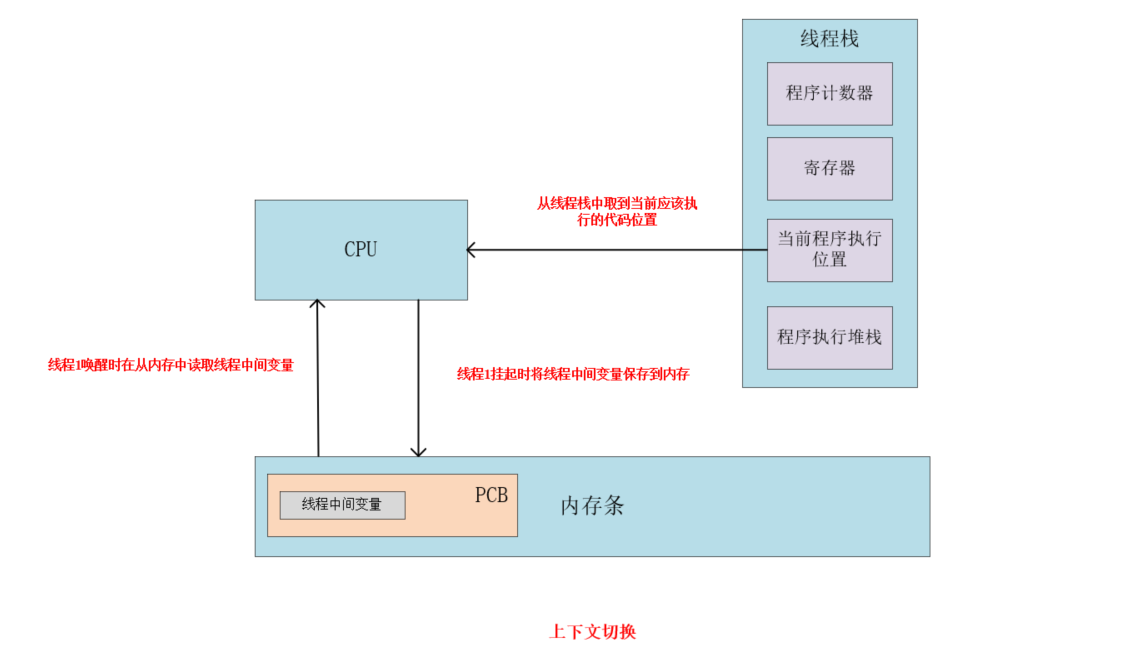 线程栈
程序计数器
寄存器
从线程栈中取到当前应该执
行的代码位置
当前程序执行
位置
CPU
程序执行堆栈
线程1唤醒时在从内存中读取线程中间变量
线程1挂起时将线程中间变量保存到内存
PCB
线程中间变量
内存条
上下文切换